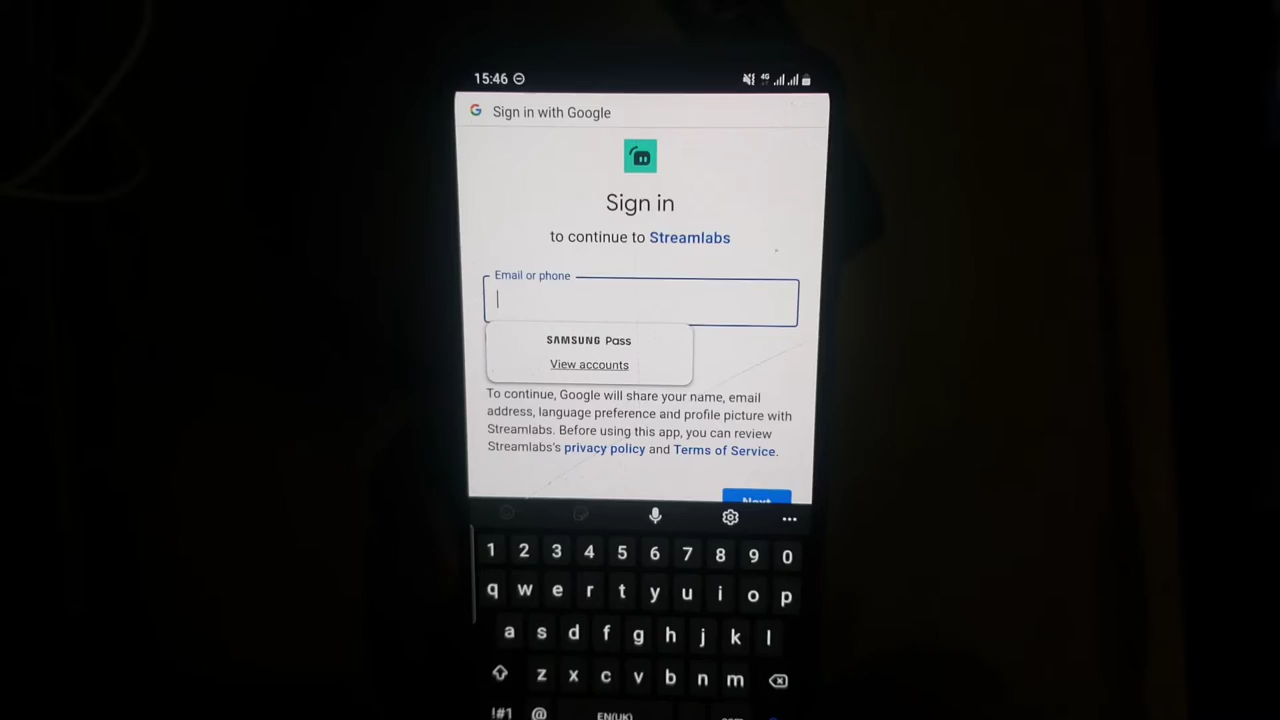 15:46
4G
Sign in with Google
Sign in
to continue to Streamlabs
Email or phone
SAMSUNG Pass
View accounts
To continue, Google will share your name, email
address, language preference and profile picture with
Streamlabs. Before using this app, you can review
Streamlabs's privacy policy and Terms of Service.
Next
1 2 3 4 5 6 7 8 9 0
q w e r t y u i o p
a s d f g h j k l
z x c v b n m
!#1 @ EN(UK) .com